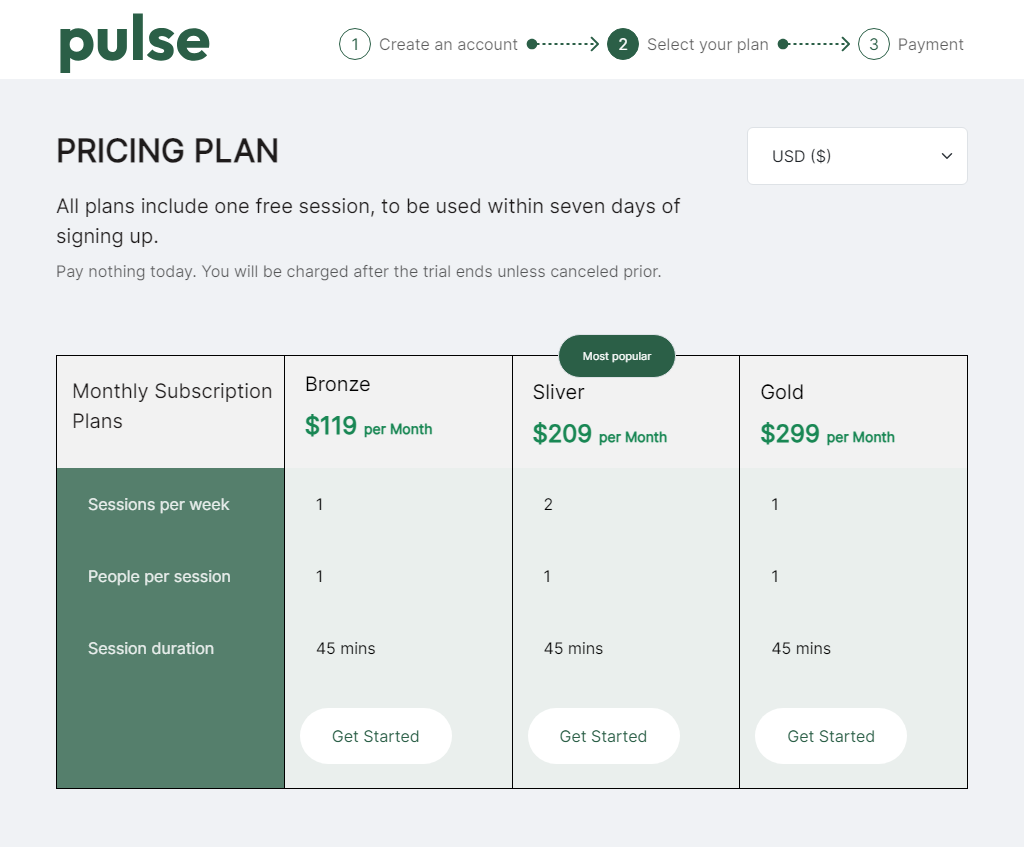 pulse
1 Create an account 2 Select your plan 3 Payment
PRICING PLAN
USD ($)
All plans include one free session, to be used within seven days of
signing up.
Pay nothing today. You will be charged after the trial ends unless canceled prior.
Most popular
Monthly Subscription
Plans
Bronze
$119 per Month
Sliver
$209 per Month
Gold
$299 per Month
Sessions per week 1 2 1
People per session 1 1 1
Session duration 45 mins 45 mins 45 mins
Get Started Get Started Get Started